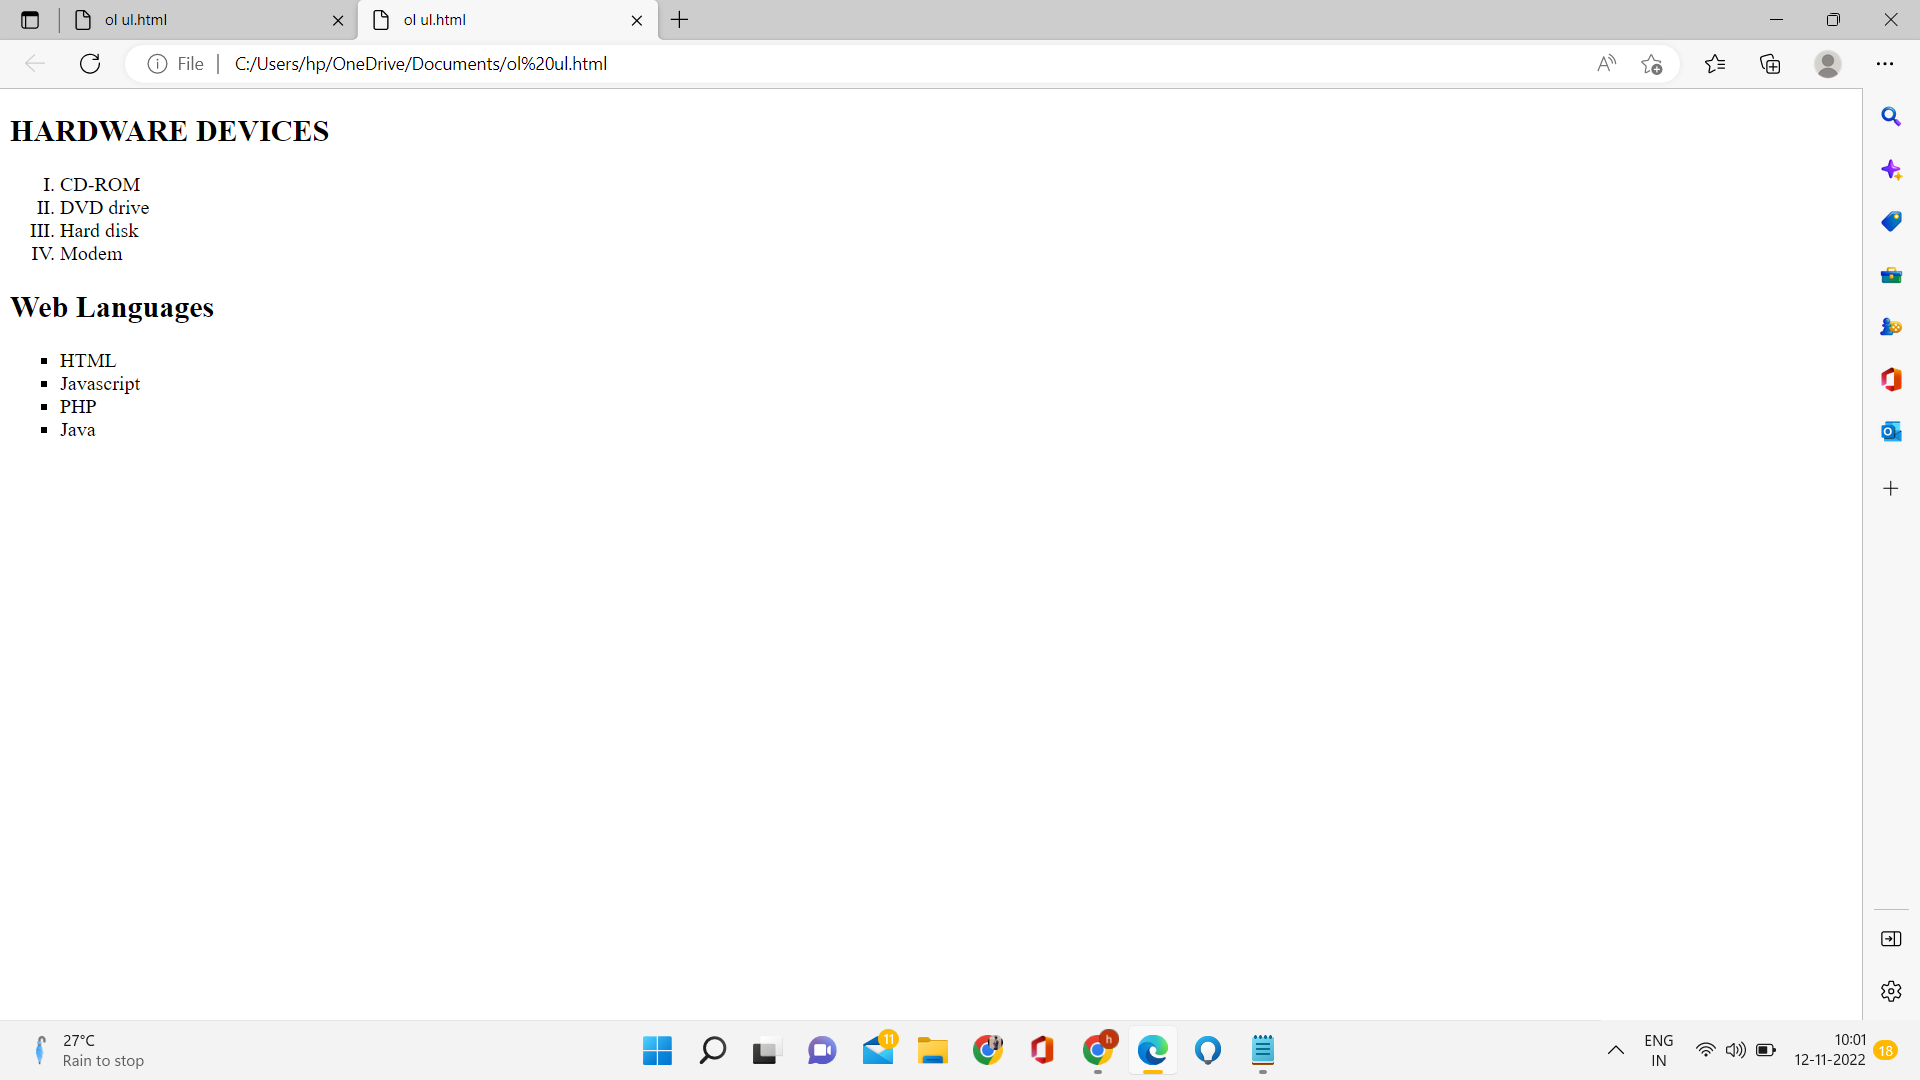 ol ul.html
ol ul.html
File
C:/Users/hp/OneDrive/Documents/ol%20ul.html
HARDWARE DEVICES
I. CD-ROM
II. DVD drive
III. Hard disk
IV. Modem
Web Languages
HTML
Javascript
PHP
Java
27°C
Rain to stop
11
h
ENG
IN
10:01
12-11-2022
18